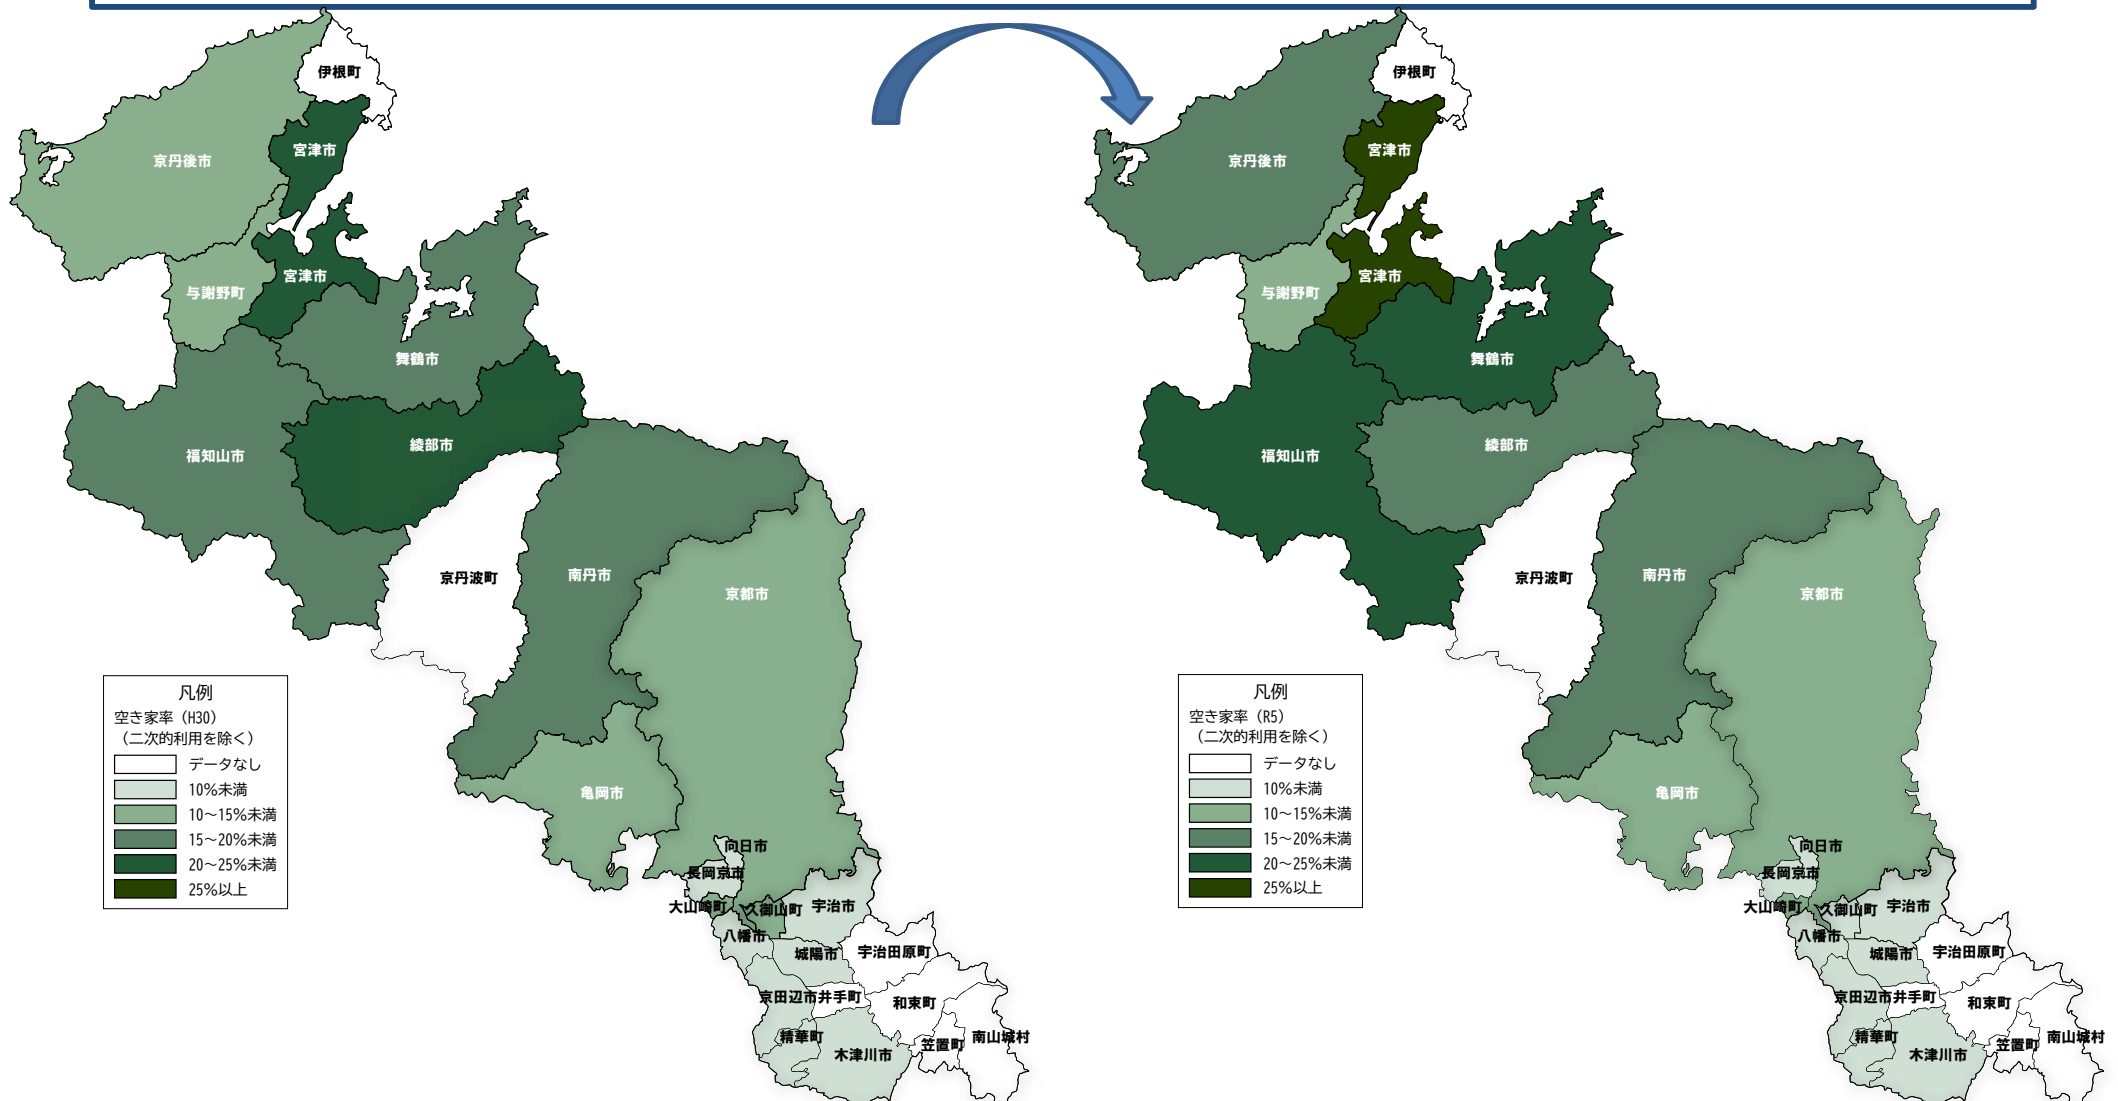 伊根町
宮津市
京丹後市
宮津市
与謝野町
舞鶴市
綾部市
福知山市
京丹波町
南丹市
京都市
亀岡市
向日市
長岡京市
大山崎町
久御山町
宇治市
八幡市
城陽市
宇治田原町
京田辺市
井手町
和束町
精華町
木津川市
笠置町
南山城村
凡例
空き家率（H30）
（二次的利用を除く）
データなし
10%未満
10～15%未満
15～20%未満
20～25%未満
25%以上
伊根町
宮津市
京丹後市
宮津市
与謝野町
舞鶴市
綾部市
福知山市
京丹波町
南丹市
京都市
亀岡市
向日市
長岡京市
大山崎町
久御山町
宇治市
八幡市
城陽市
宇治田原町
京田辺市
井手町
和束町
精華町
木津川市
笠置町
南山城村
凡例
空き家率（R5）
（二次的利用を除く）
データなし
10%未満
10～15%未満
15～20%未満
20～25%未満
25%以上